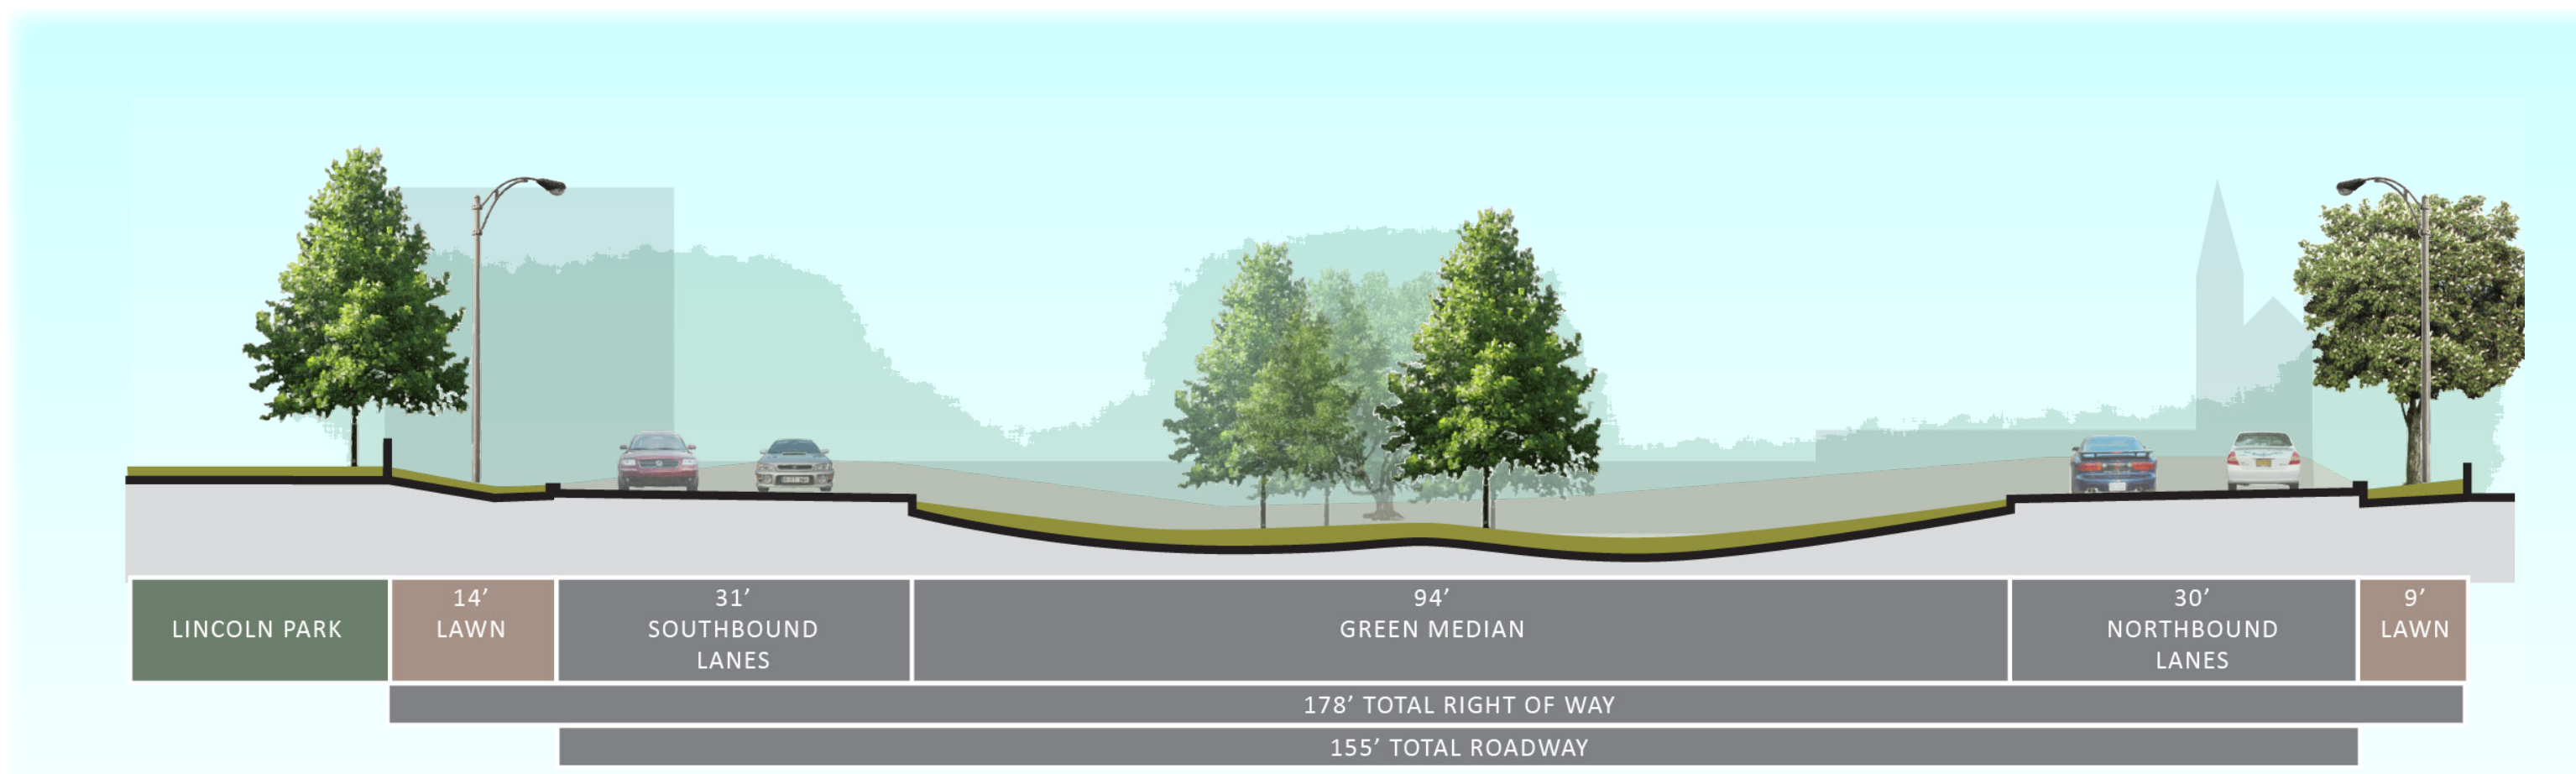 LINCOLN PARK
14’
LAWN
31’
SOUTHBOUND
LANES
94’
GREEN MEDIAN
30’
NORTHBOUND
LANES
9’
LAWN
178’ TOTAL RIGHT OF WAY
155’ TOTAL ROADWAY